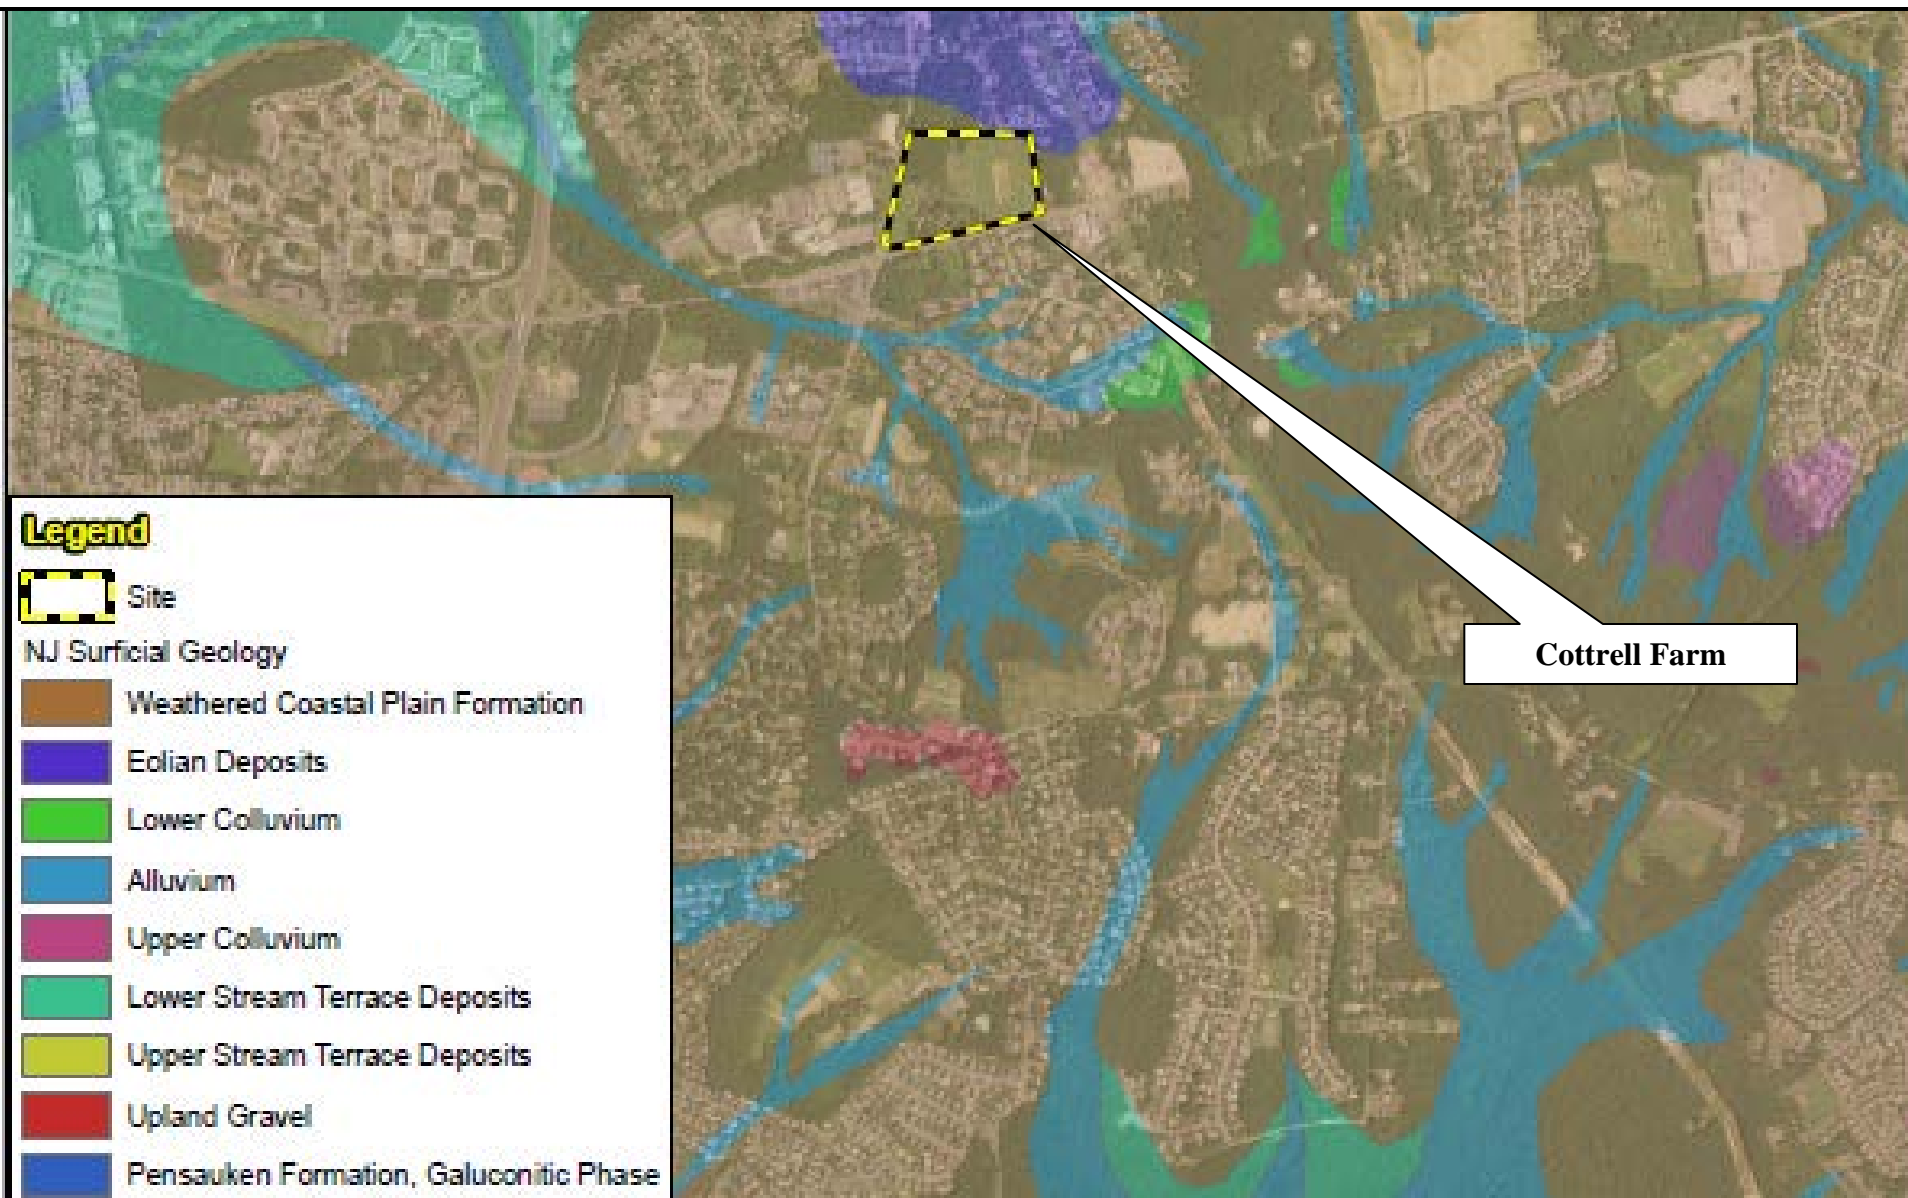 Legend
Site
NJ Surficial Geology
Weathered Coastal Plain Formation
Eolian Deposits
Lower Colluvium
Alluvium
Upper Colluvium
Lower Stream Terrace Deposits
Upper Stream Terrace Deposits
Upland Gravel
Pensauken Formation, Galuconitic Phase
Cottrell Farm